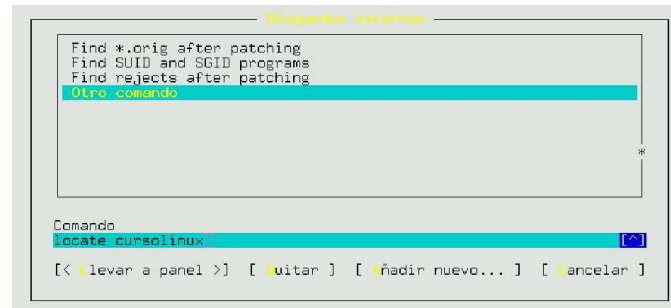 Búsquedas externas
Find *.orig after patching
Find SUID and SGID programs
Find rejects after patching
Otro comando
*
Comando
locate cursolinux [^]
[< Llevar a panel >] [ Quitar ] [ Añadir nuevo... ] [ Cancelar ]